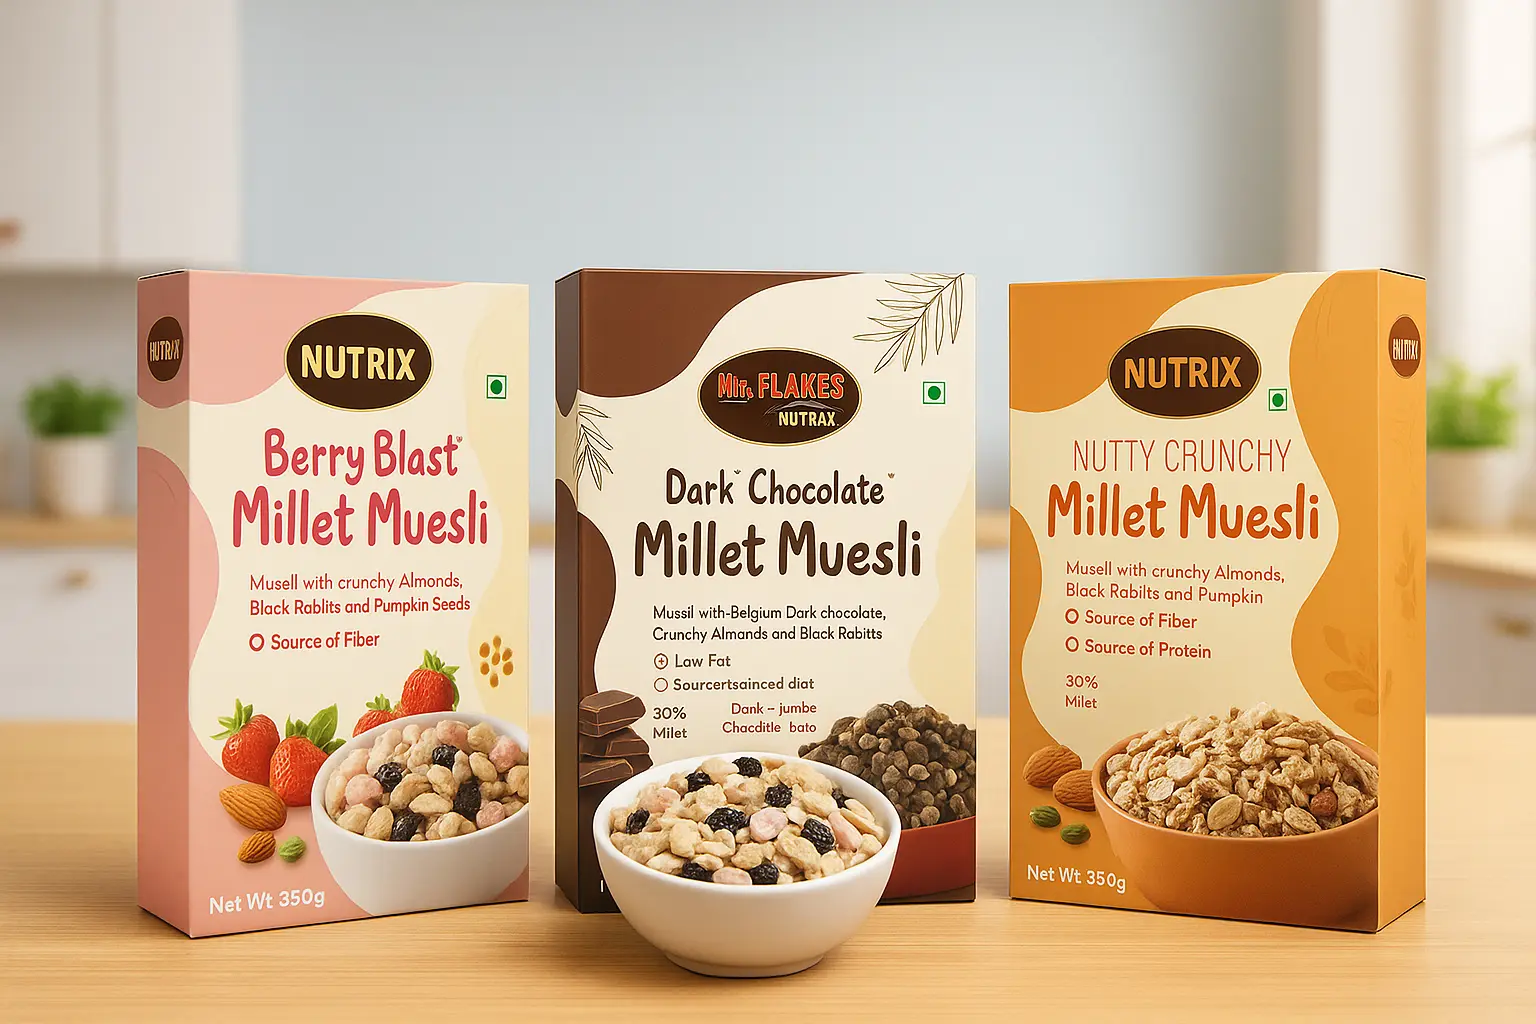 NUTRIX
NUTRIX
Berry Blast
Millet Muesli
Musell with crunchy Almonds,
Black Rablits and Pumpkin Seeds
Source of Fiber
Net Wt 350g
Mir. FLAKES
NUTRAX.
Dark Chocolate
Millet Muesli
Mussil with-Belgium Dark chocolate,
Crunchy Almands and Black Rabitts
Law Fat
Sourcertsainced diat
30%
Milet
Dank – jumbe
Chacditle bato
NUTRIX
NUTTY CRUNCHY
Millet Muesli
Musell with crunchy Almonds,
Black Rabilts and Pumpkin
Source of Fiber
Source of Protein
30%
Milet
Net Wt 350g